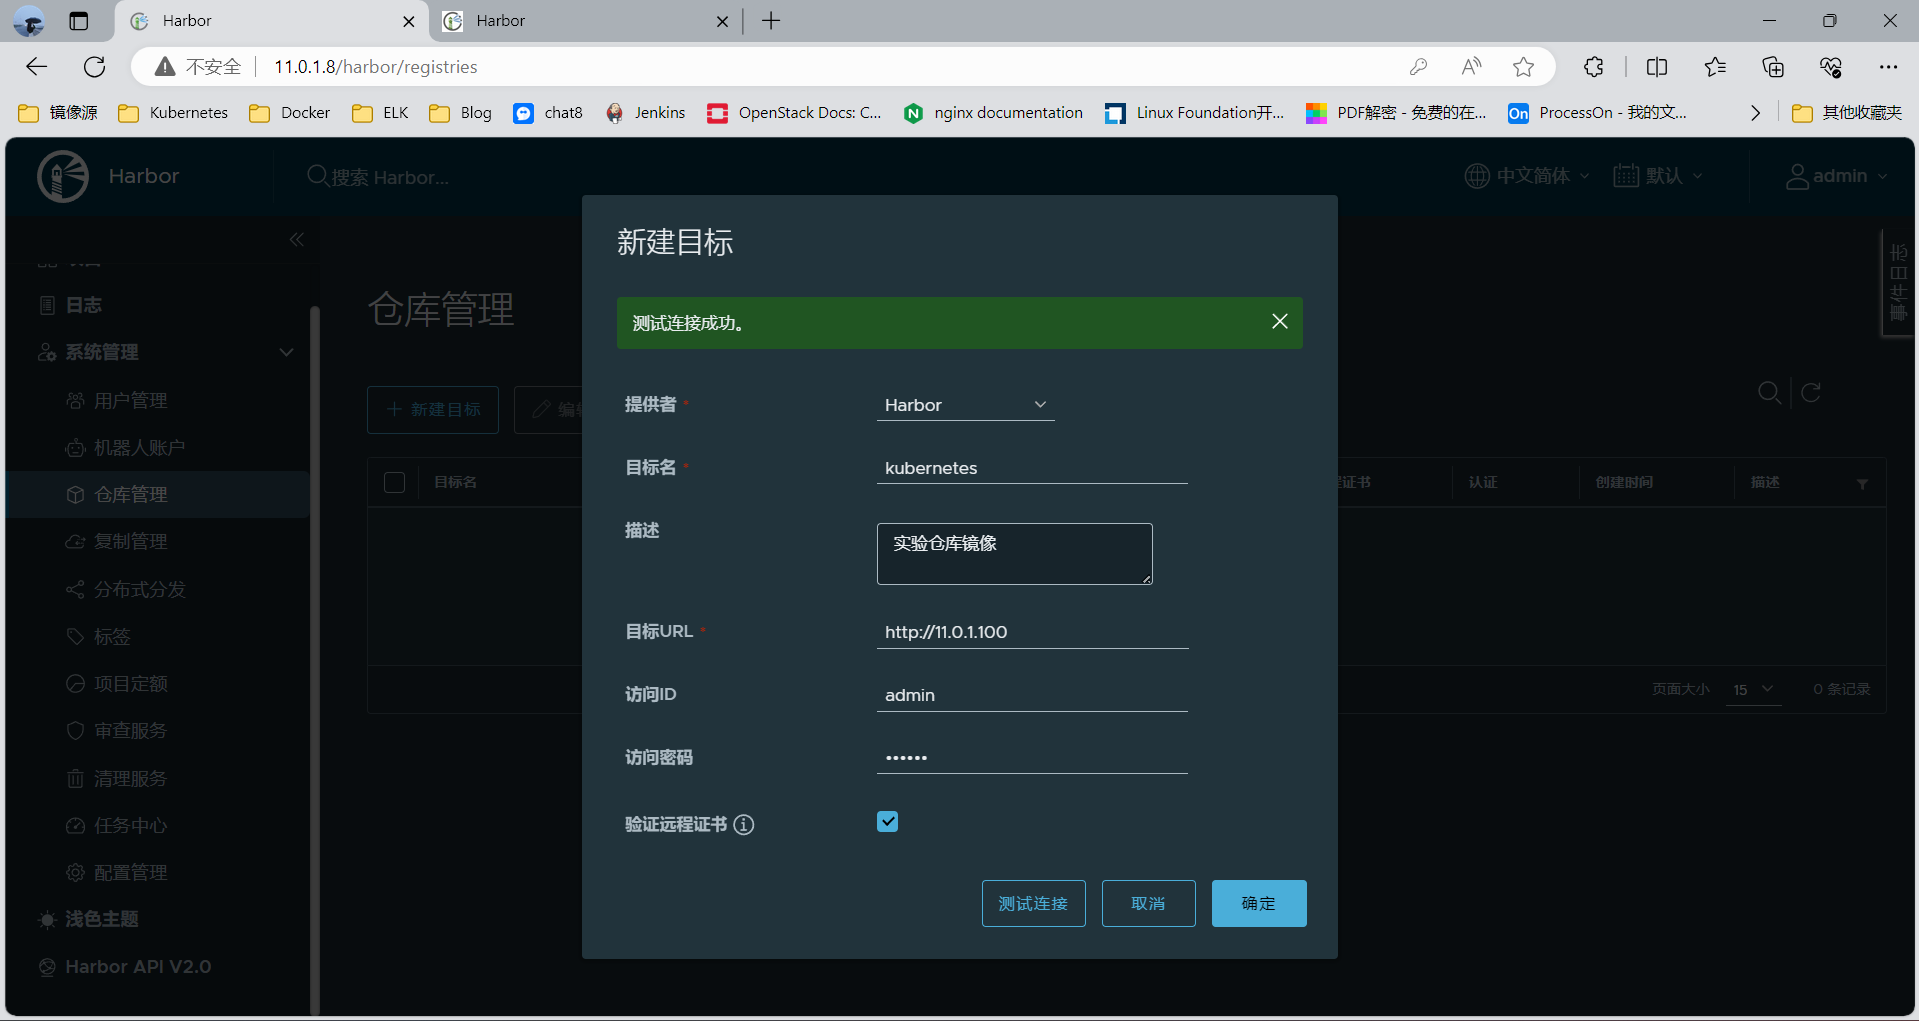 Harbor
Harbor
不安全
11.0.1.8/harbor/registries
镜像源
Kubernetes
Docker
ELK
Blog
chat8
Jenkins
OpenStack Docs: C...
nginx documentation
Linux Foundation开...
PDF解密 - 免费的在...
On
ProcessOn - 我的文...
其他收藏夹
Harbor
搜索 Harbor...
中文简体
默认
admin
事件日志
日志
系统管理
用户管理
机器人账户
仓库管理
复制管理
分布式分发
标签
项目定额
审查服务
清理服务
任务中心
配置管理
浅色主题
Harbor API V2.0
仓库管理
新建目标
编辑
目标名
证书
认证
创建时间
描述
页面大小
15
0 条记录
新建目标
测试连接成功。
提供者 *
Harbor
目标名 *
kubernetes
描述
实验仓库镜像
目标URL *
http://11.0.1.100
访问ID
admin
访问密码
••••••
验证远程证书
测试连接
取消
确定